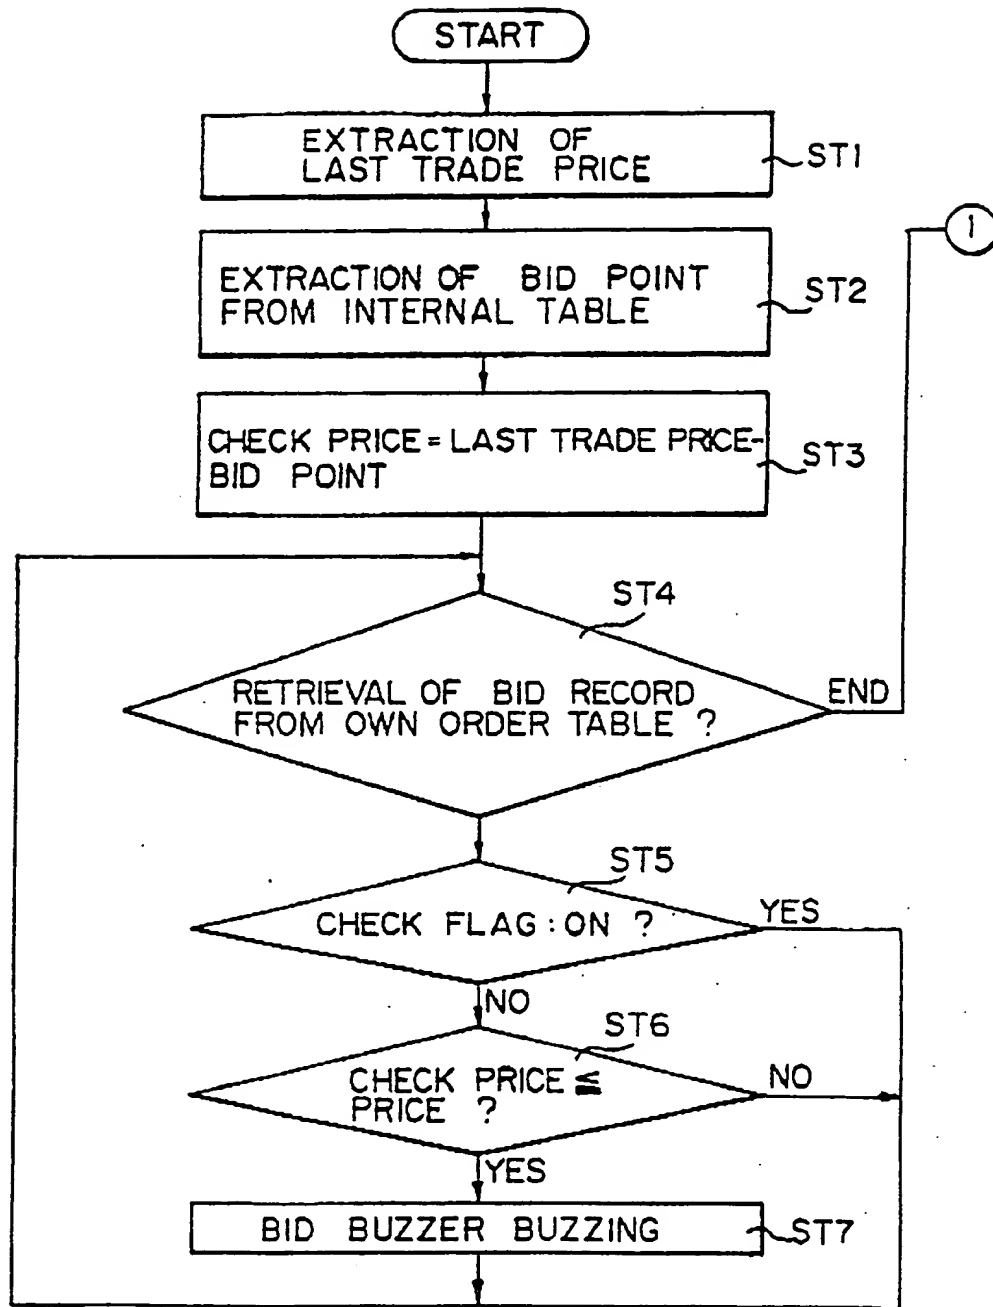 START
EXTRACTION OF
LAST TRADE PRICE
ST1
1
EXTRACTION OF BID POINT
FROM INTERNAL TABLE
ST2
CHECK PRICE = LAST TRADE PRICE-
BID POINT
ST3
ST4
RETRIEVAL OF BID RECORD
FROM OWN ORDER TABLE ?
END
ST5
CHECK FLAG : ON ?
YES
NO
ST6
CHECK PRICE ≦
PRICE ?
NO
YES
BID BUZZER BUZZING
ST7